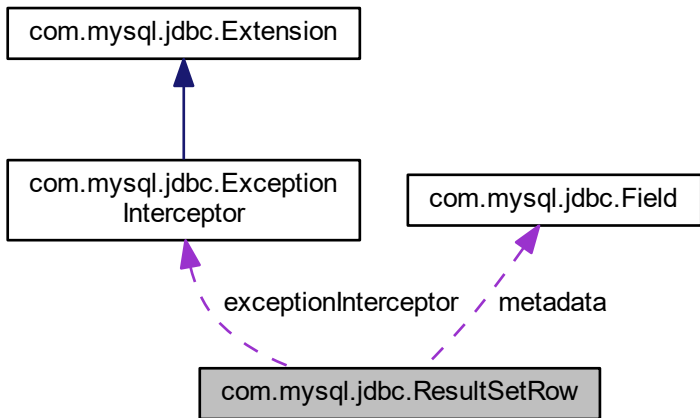 com.mysql.jdbc.Extension
com.mysql.jdbc.Exception
Interceptor
com.mysql.jdbc.Field
exceptionInterceptor
metadata
com.mysql.jdbc.ResultSetRow